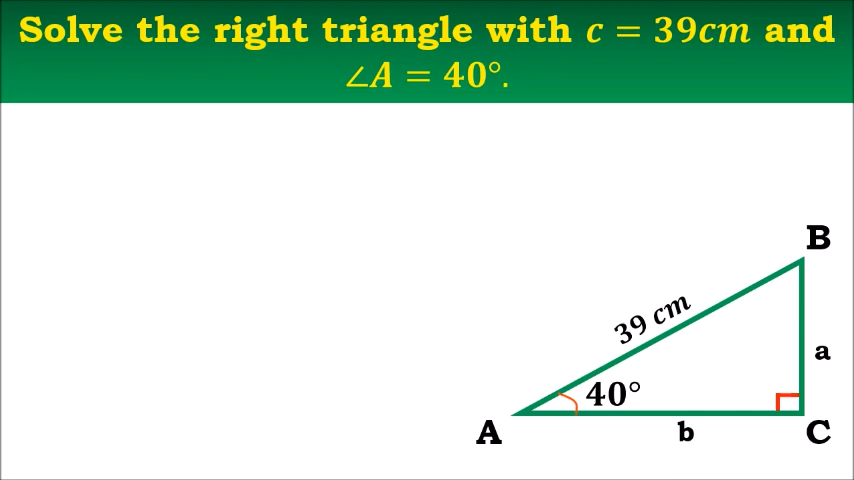 Solve the right triangle with c = 39cm and
∠A = 40°.
B
39 cm
a
40°
A
b
C